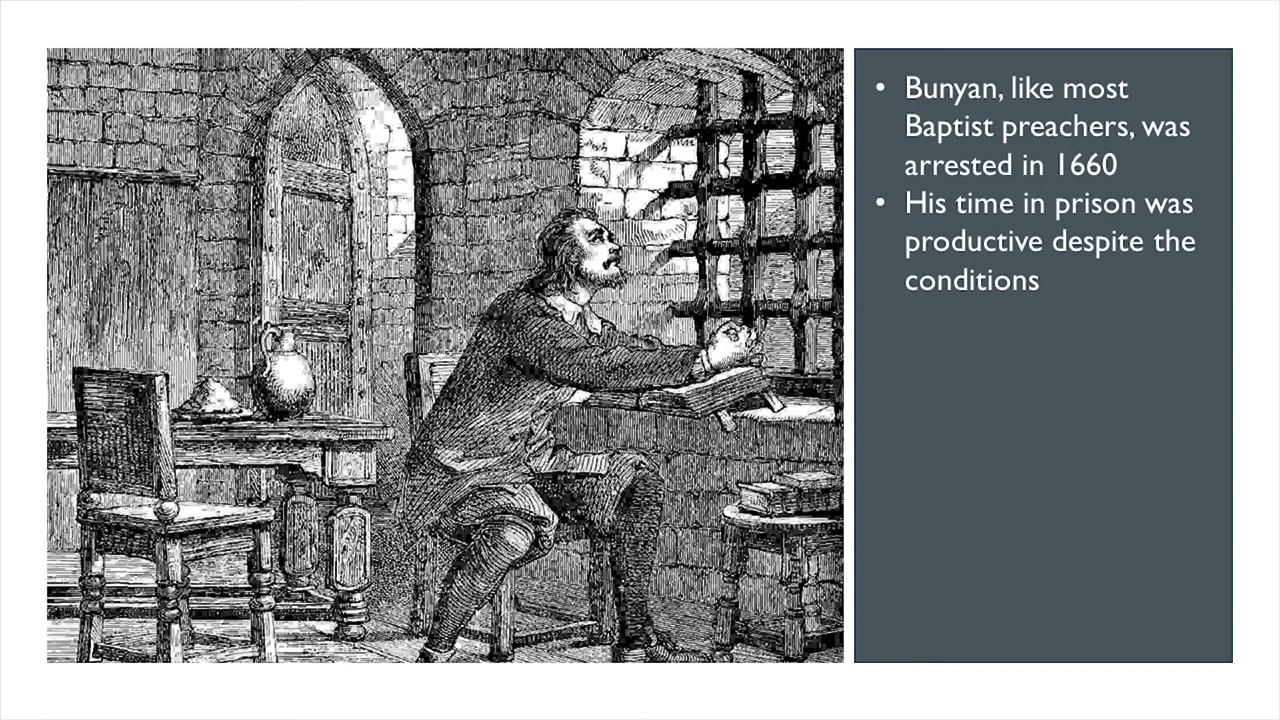 • Bunyan, like most
Baptist preachers, was
arrested in 1660
• His time in prison was
productive despite the
conditions